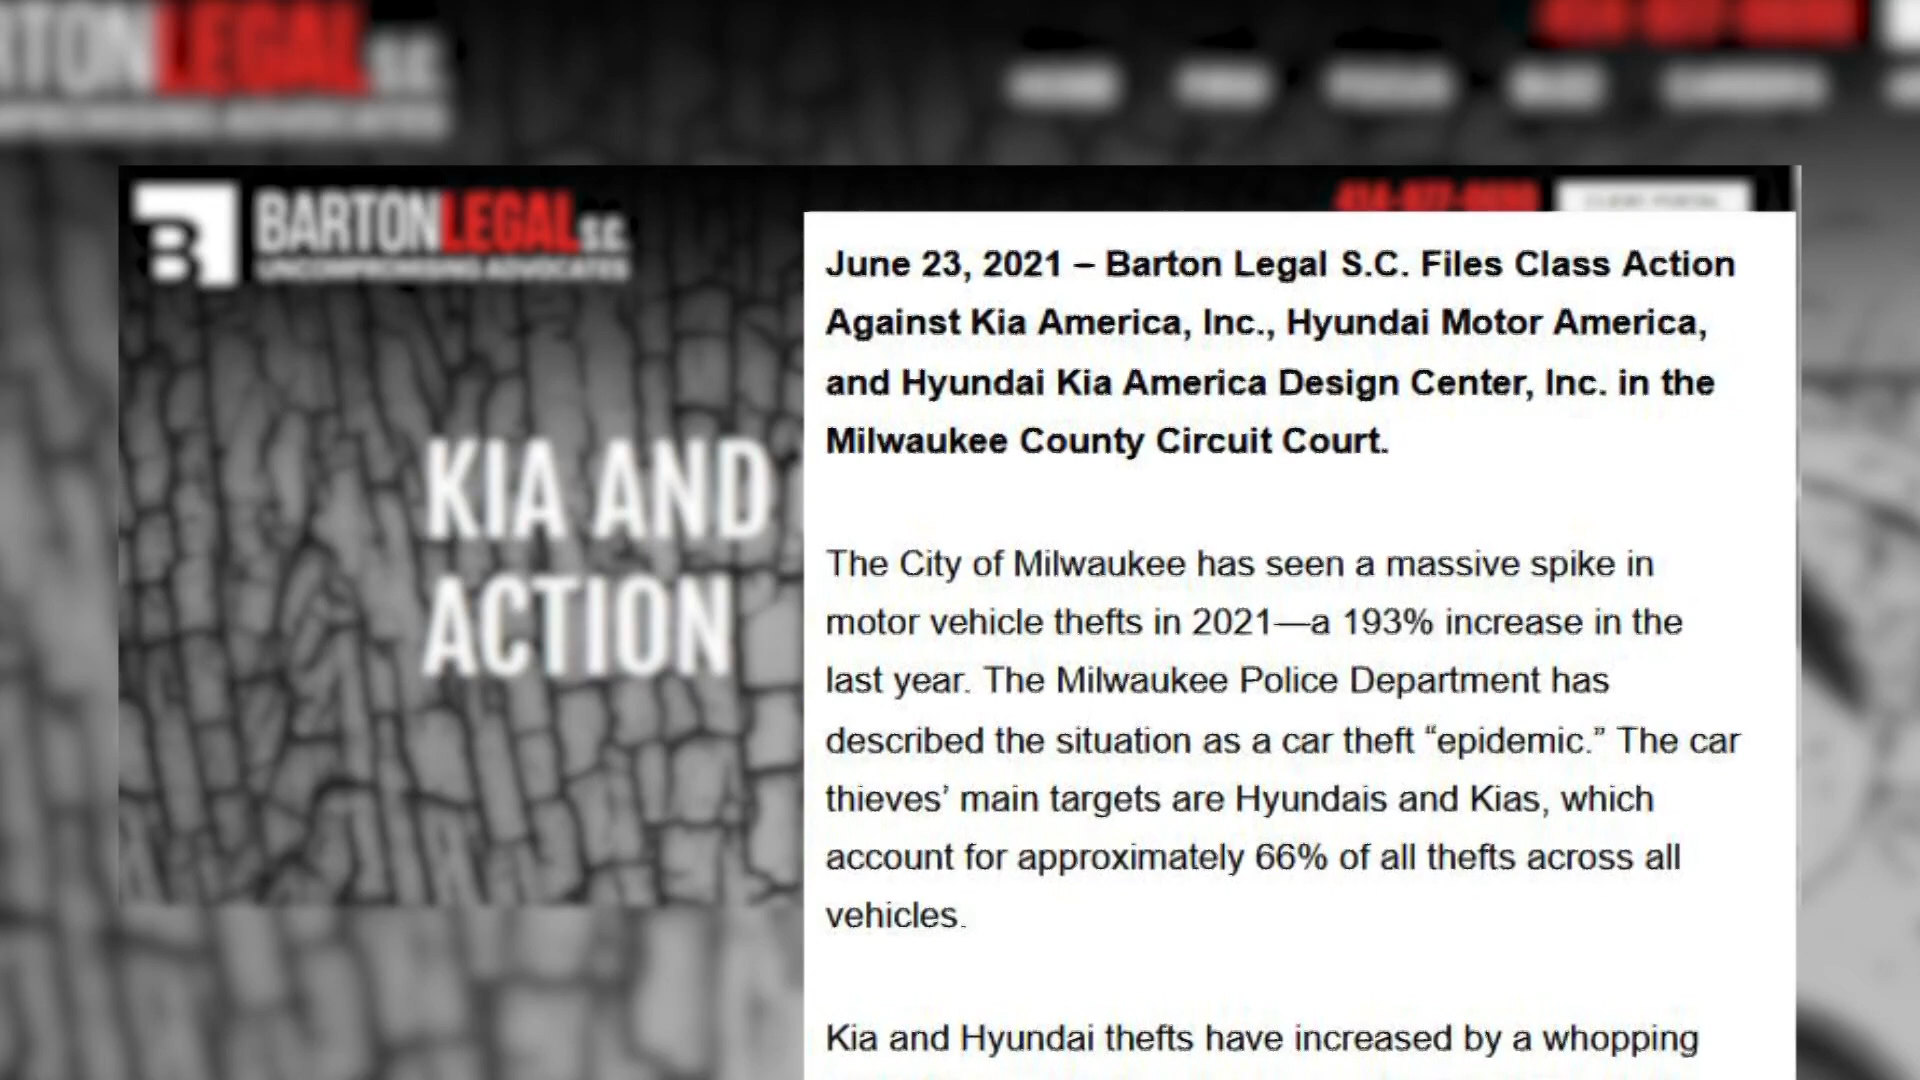 RTONLEGAL S.C.
BARTONLEGAL S.C.
UNCOMPROMISING ADVOCATES
KIA AND
ACTION
June 23, 2021 – Barton Legal S.C. Files Class Action
Against Kia America, Inc., Hyundai Motor America,
and Hyundai Kia America Design Center, Inc. in the
Milwaukee County Circuit Court.
The City of Milwaukee has seen a massive spike in
motor vehicle thefts in 2021—a 193% increase in the
last year. The Milwaukee Police Department has
described the situation as a car theft “epidemic.” The car
thieves’ main targets are Hyundais and Kias, which
account for approximately 66% of all thefts across all
vehicles.
Kia and Hyundai thefts have increased by a whopping